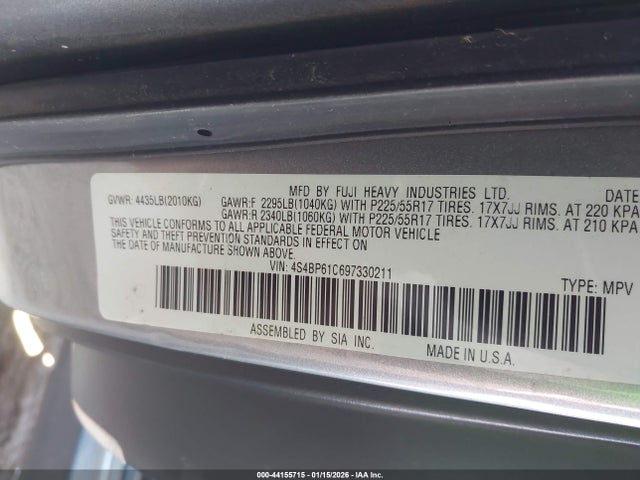 MFD BY FUJI HEAVY INDUSTRIES LTD. DATE
GVWR: 4435LB(2010KG) GAWR:F 2295LB(1040KG) WITH P225/55R17 TIRES. 17X7JJ RIMS. AT 220 KPA
GAWR:R 2340LB(1060KG) WITH P225/55R17 TIRES. 17X7JJ RIMS. AT 210 KPA
THIS VEHICLE CONFORMS TO ALL APPLICABLE FEDERAL MOTOR VEHICLE
SAFETY AND THEFT PREVENTION STANDARDS IN EFFECT ON THE
DATE OF MANUFACTURE SHOWN ABOVE.
VIN: 4S4BP61C697330211
TYPE: MPV
ASSEMBLED BY SIA INC. MADE IN U.S.A.
000-44155715 - 01/15/2026 - IAA Inc.